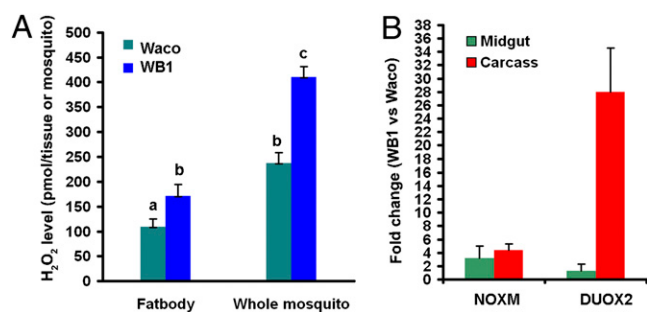 A
H2O2 level (pmol/tissue or mosquito)
500
450
400
350
300
250
200
150
100
50
0
Waco
WB1
a
b
b
c
Fatbody
Whole mosquito
B
Fold change (WB1 vs Waco)
38
36
34
32
30
28
26
24
22
20
18
16
14
12
10
8
6
4
2
0
Midgut
Carcass
NOXM
DUOX2